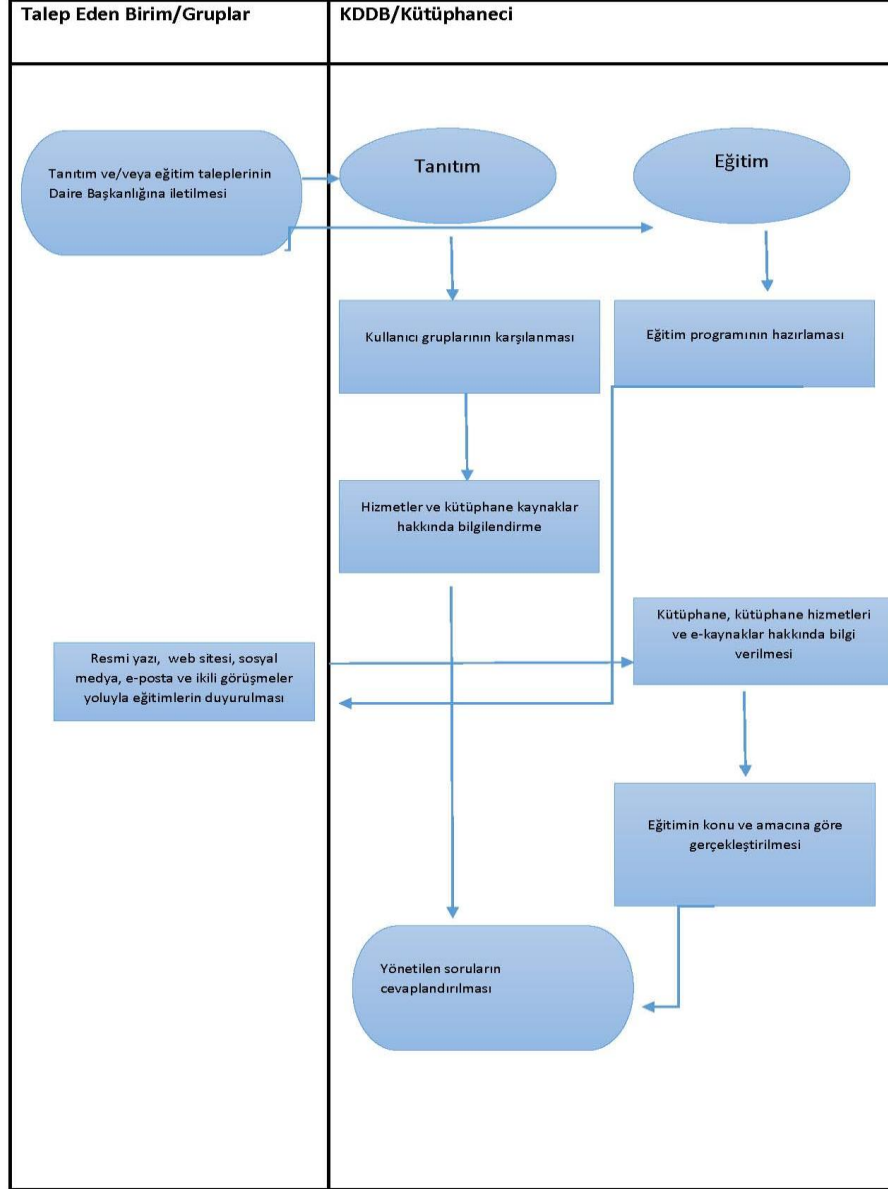 Talep Eden Birim/Gruplar
KDDB/Kütüphaneci
Tanıtım ve/veya eğitim taleplerinin
Daire Başkanlığına iletilmesi
Tanıtım
Eğitim
Kullanıcı gruplarının karşılanması
Eğitim programının hazırlaması
Hizmetler ve kütüphane kaynaklar
hakkında bilgilendirme
Kütüphane, kütüphane hizmetleri
ve e-kaynaklar hakkında bilgi
verilmesi
Resmi yazı, web sitesi, sosyal
medya, e-posta ve ikili görüşmeler
yoluyla eğitimlerin duyurulması
Eğitimin konu ve amacına göre
gerçekleştirilmesi
Yönetilen soruların
cevaplandırılması